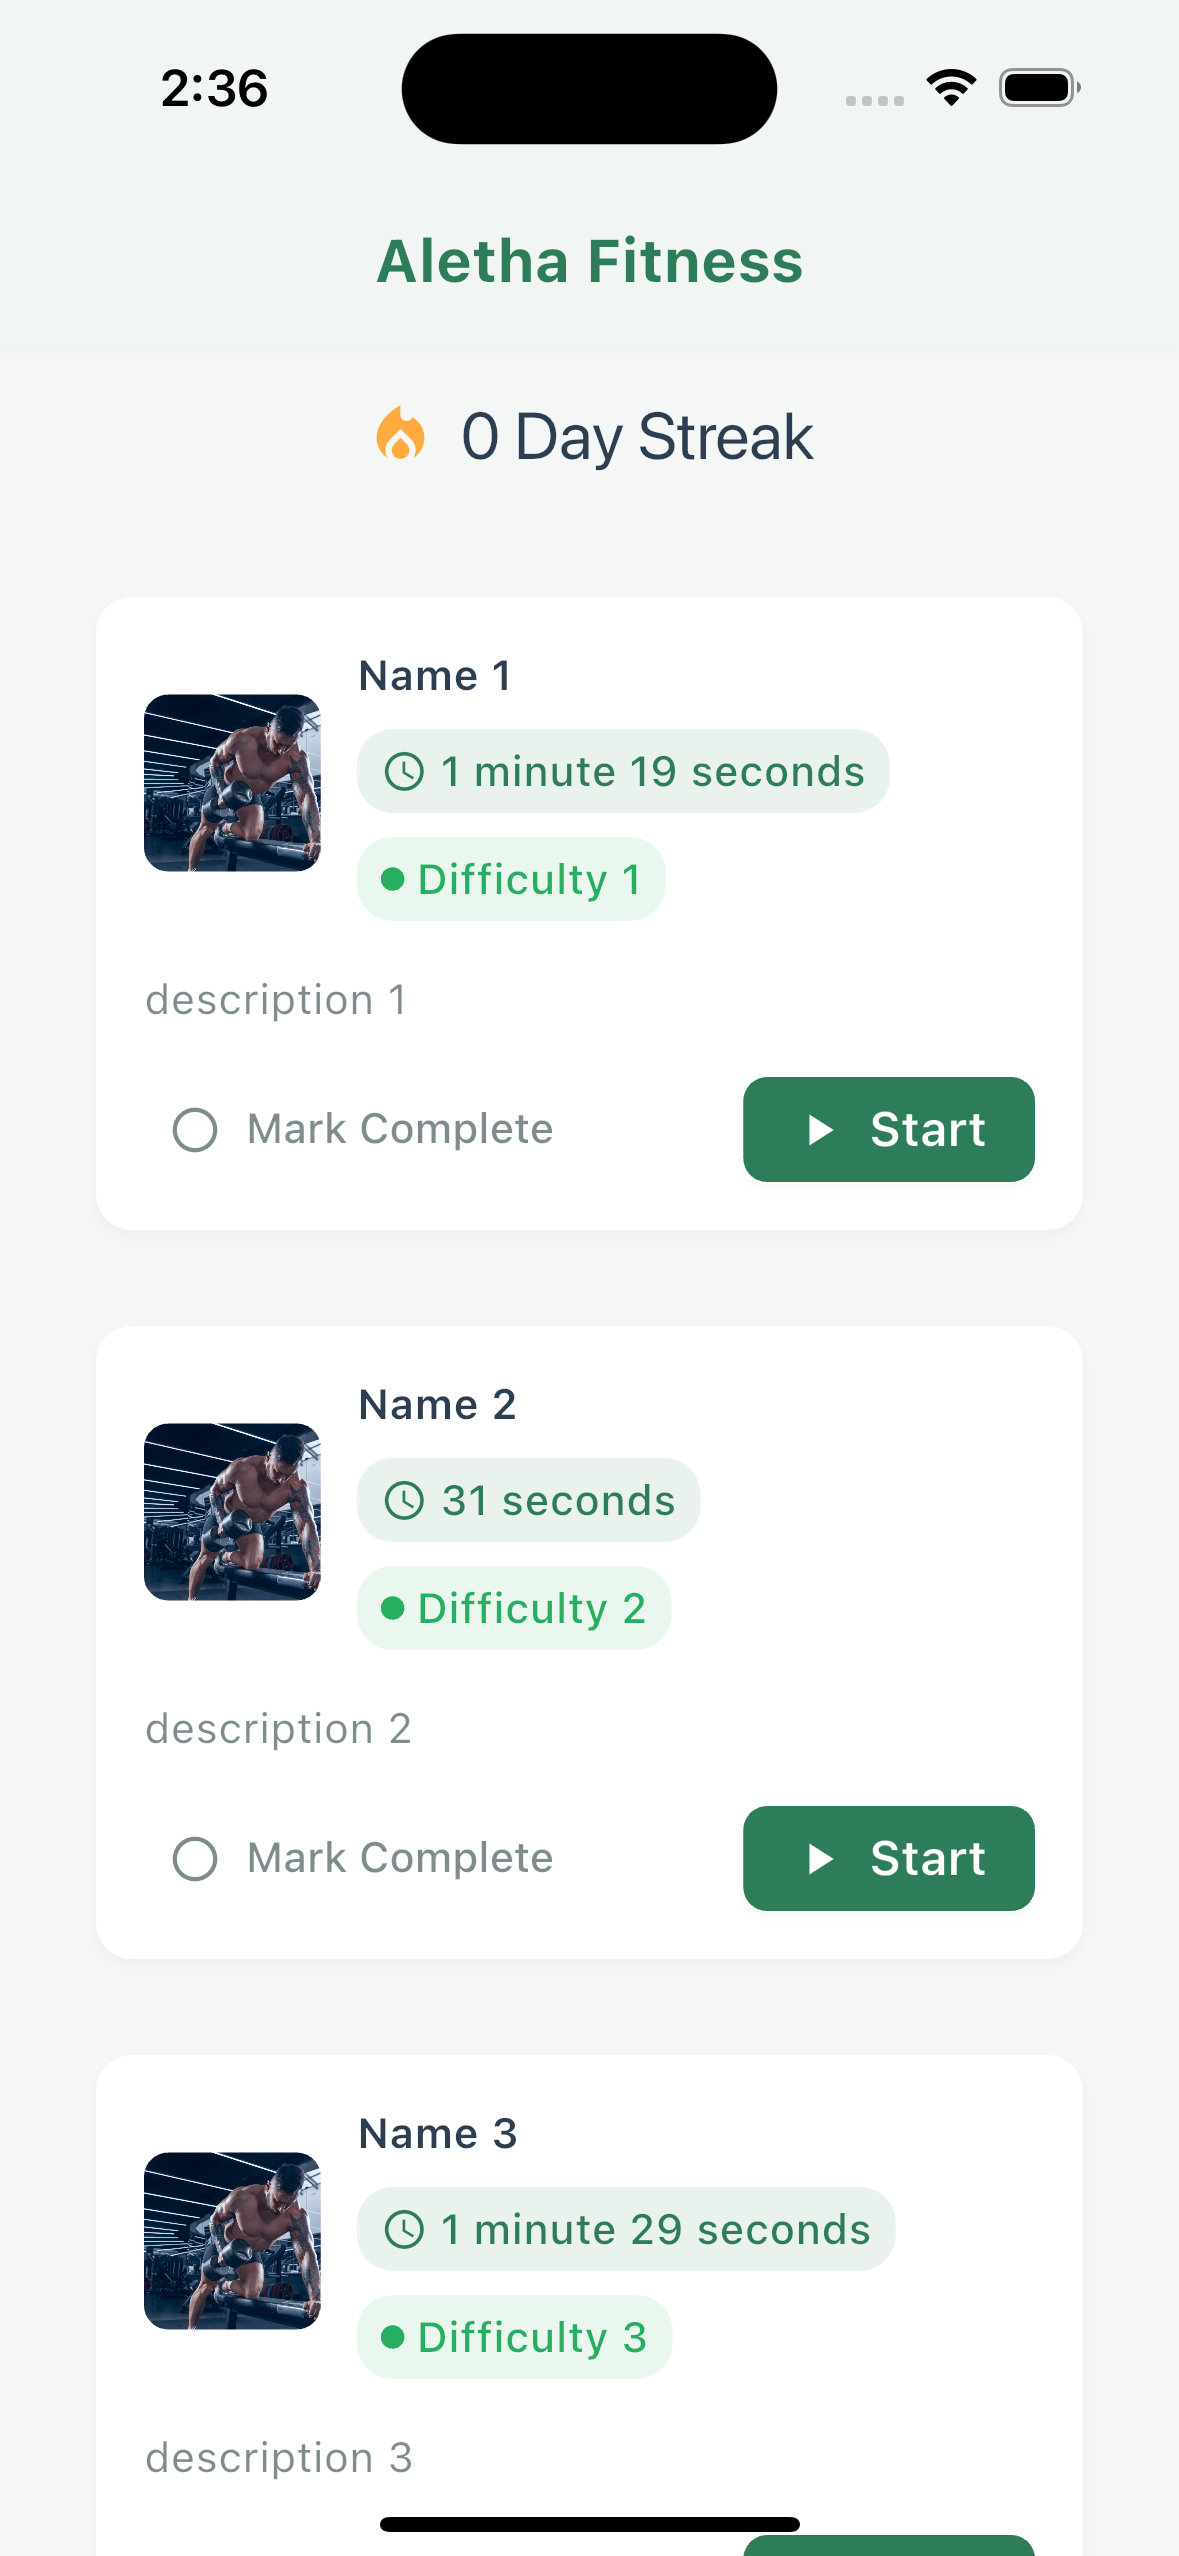 2:36
Aletha Fitness
0 Day Streak
Name 1
1 minute 19 seconds
Difficulty 1
description 1
Mark Complete
Start
Name 2
31 seconds
Difficulty 2
description 2
Mark Complete
Start
Name 3
1 minute 29 seconds
Difficulty 3
description 3